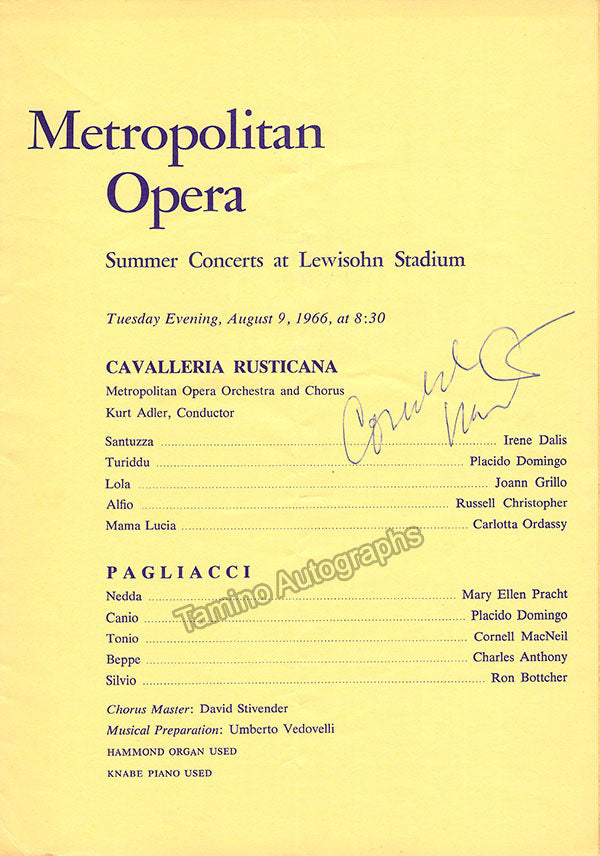 Metropolitan
Opera
Summer Concerts at Lewisohn Stadium
Tuesday Evening, August 9, 1966, at 8:30
CAVALLERIA RUSTICANA
Metropolitan Opera Orchestra and Chorus
Kurt Adler, Conductor
Santuzza Irene Dalis
Turiddu Placido Domingo
Lola Joann Grillo
Alfio Russell Christopher
Mama Lucia Carlotta Ordassy
PAGLIACCI
Nedda Mary Ellen Pracht
Canio Placido Domingo
Tonio Cornell MacNeil
Beppe Charles Anthony
Silvio Ron Bottcher
Tamino Autographs
Chorus Master: David Stivender
Musical Preparation: Umberto Vedovelli
HAMMOND ORGAN USED
KNABE PIANO USED